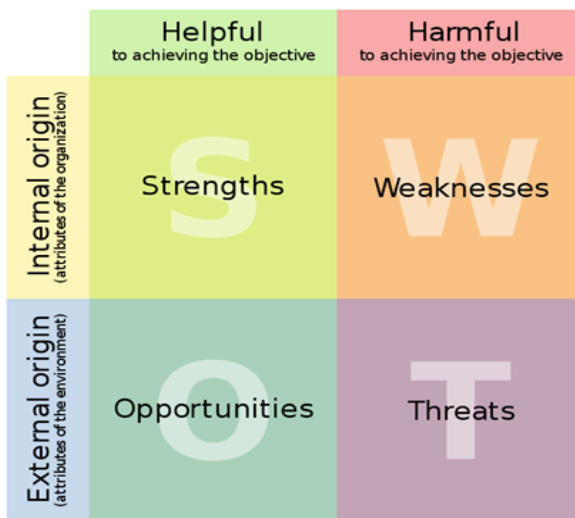 Helpful
to achieving the objective
Harmful
to achieving the objective
Internal origin
(attributes of the organization)
S
Strengths
W
Weaknesses
External origin
(attributes of the environment)
O
Opportunities
T
Threats